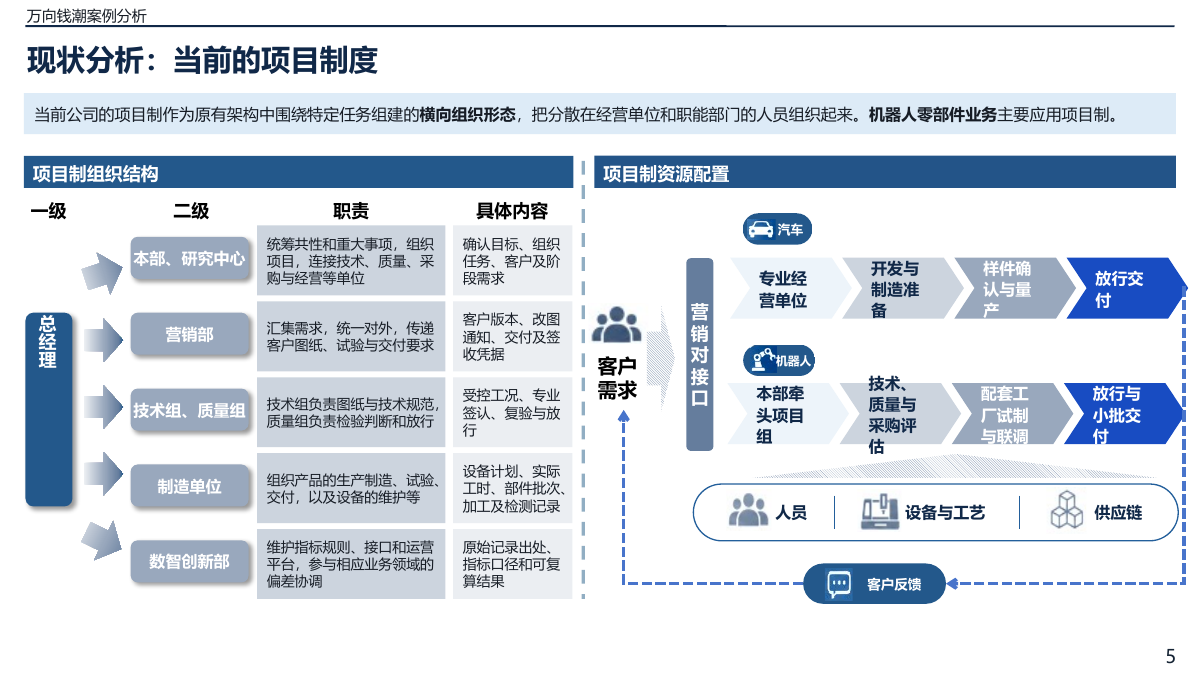 万向钱潮案例分析
现状分析：当前的项目制度
当前公司的项目制作为原有架构中围绕特定任务组建的横向组织形态，把分散在经营单位和职能部门的人员组织起来。机器人零部件业务主要应用项目制。
项目制组织结构
一级
二级
职责
具体内容
总
经
理
本部、研究中心
统筹共性和重大事项，组织
项目，连接技术、质量、采
购与经营等单位
确认目标、组织
任务、客户及阶
段需求
营销部
汇集需求，统一对外，传递
客户图纸、试验与交付要求
客户版本、改图
通知、交付及签
收凭据
技术组、质量组
技术组负责图纸与技术规范，
质量组负责检验判断和放行
受控工况、专业
签认、复验与放
行
制造单位
组织产品的生产制造、试验、
交付，以及设备的维护等
设备计划、实际
工时、部件批次、
加工及检测记录
数智创新部
维护指标规则、接口和运营
平台，参与相应业务领域的
偏差协调
原始记录出处、
指标口径和可复
算结果
项目制资源配置
客户
需求
营
销
对
接
口
汽车
专业经
营单位
开发与
制造准
备
样件确
认与量
产
放行交
付
机器人
本部牵
头项目
组
技术、
质量与
采购评
估
配套工
厂试制
与联调
放行与
小批交
付
人员
设备与工艺
供应链
客户反馈
5